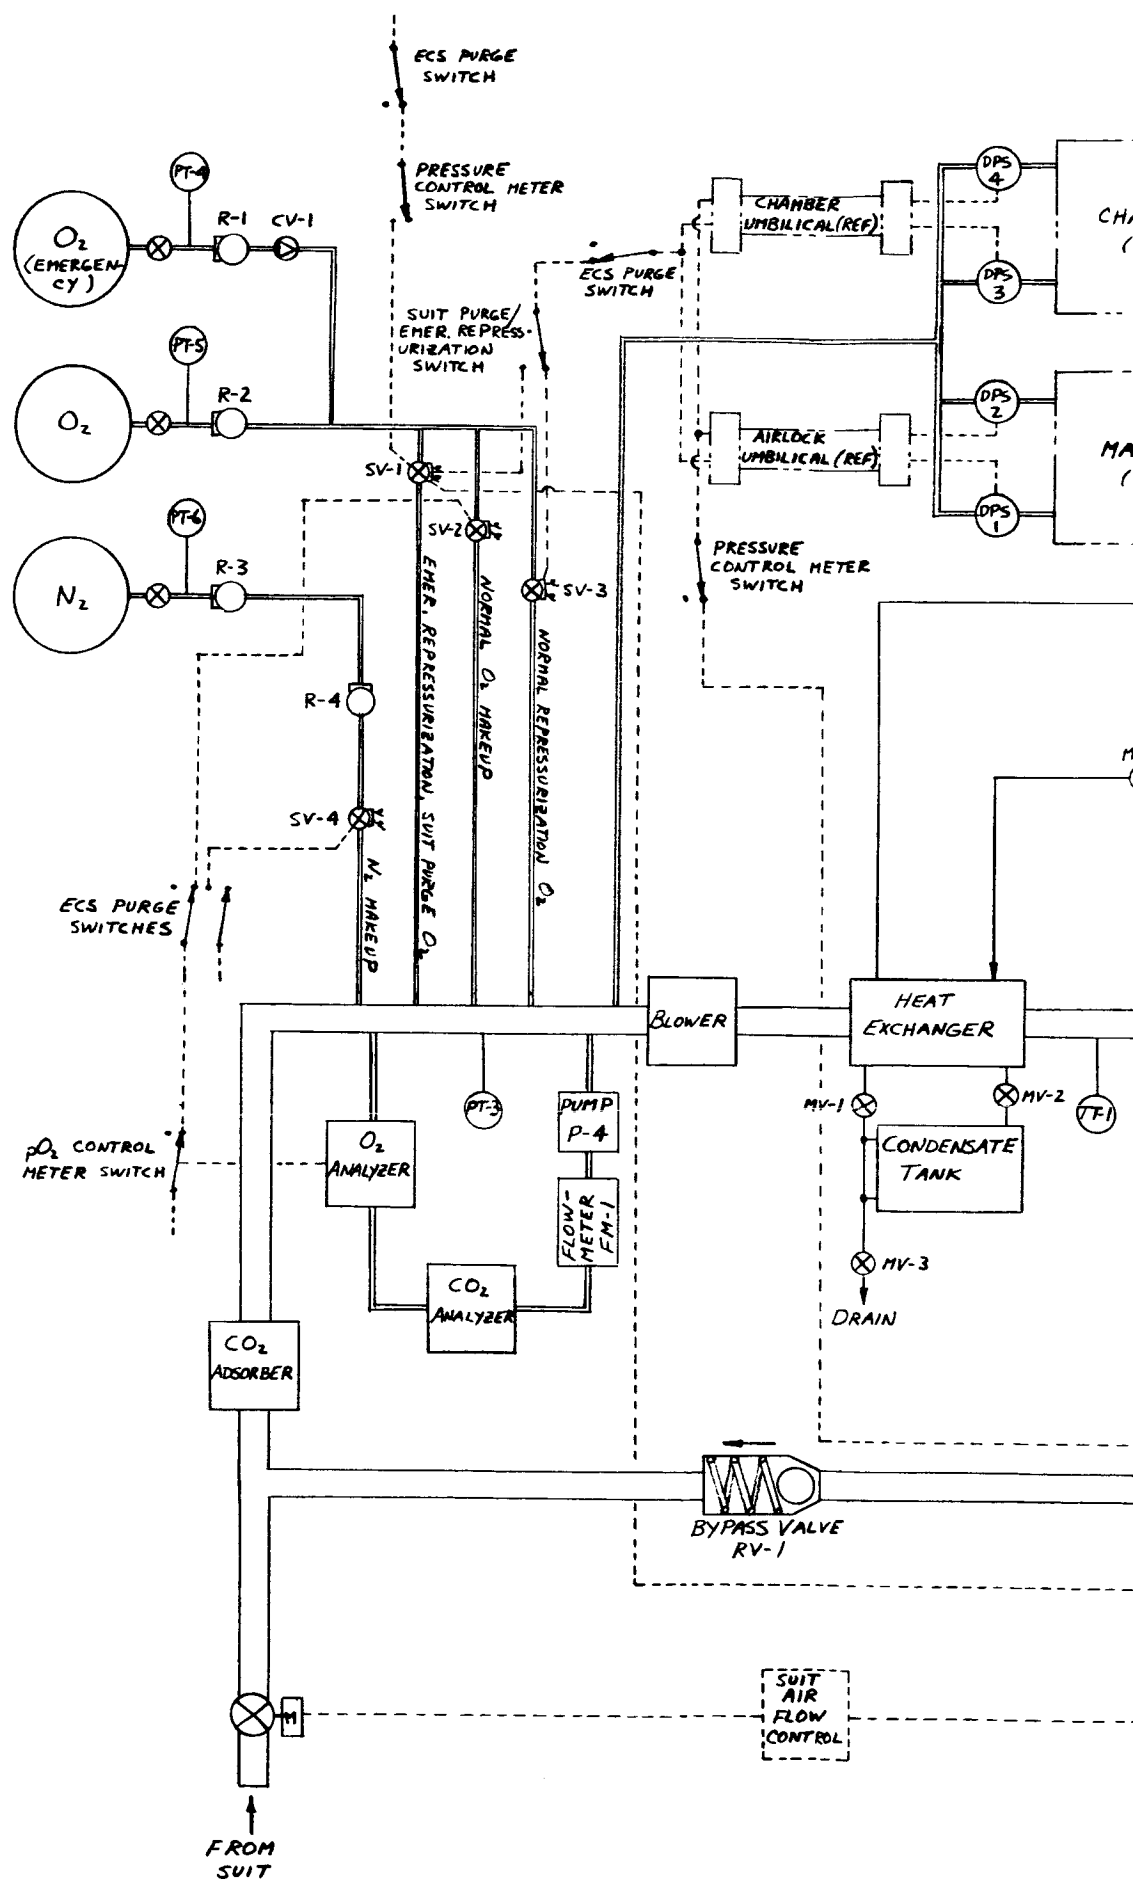 ECS PURGE
SWITCH
PRESSURE
CONTROL METER
SWITCH
PT-4
R-1
CV-1
O2
(EMERGEN-
CY)
CHAMBER
UMBILICAL (REF)
DPS
4
DPS
3
CHA
(
ECS PURGE
SWITCH
SUIT PURGE/
EMER. REPRESS-
URIZATION
SWITCH
PT-5
R-2
O2
DPS
2
DPS
1
MA
(
AIRLOCK
UMBILICAL (REF)
SV-1
SV-2
SV-3
PT-6
R-3
N2
PRESSURE
CONTROL METER
SWITCH
R-4
SV-4
EMER. REPRESSURIZATION, SUIT PURGE O2
NORMAL O2 MAKEUP
NORMAL REPRESSURIZATION O2
N2 MAKEUP
M
ECS PURGE
SWITCHES
BLOWER
HEAT
EXCHANGER
PT-3
PUMP
P-4
MV-1
MV-2
TT-1
CONDENSATE
TANK
pO2 CONTROL
METER SWITCH
O2
ANALYZER
FLOW-
METER
FM-1
MV-3
DRAIN
CO2
ANALYZER
CO2
ADSORBER
BYPASS VALVE
RV-1
SUIT
AIR
FLOW
CONTROL
M
FROM
SUIT